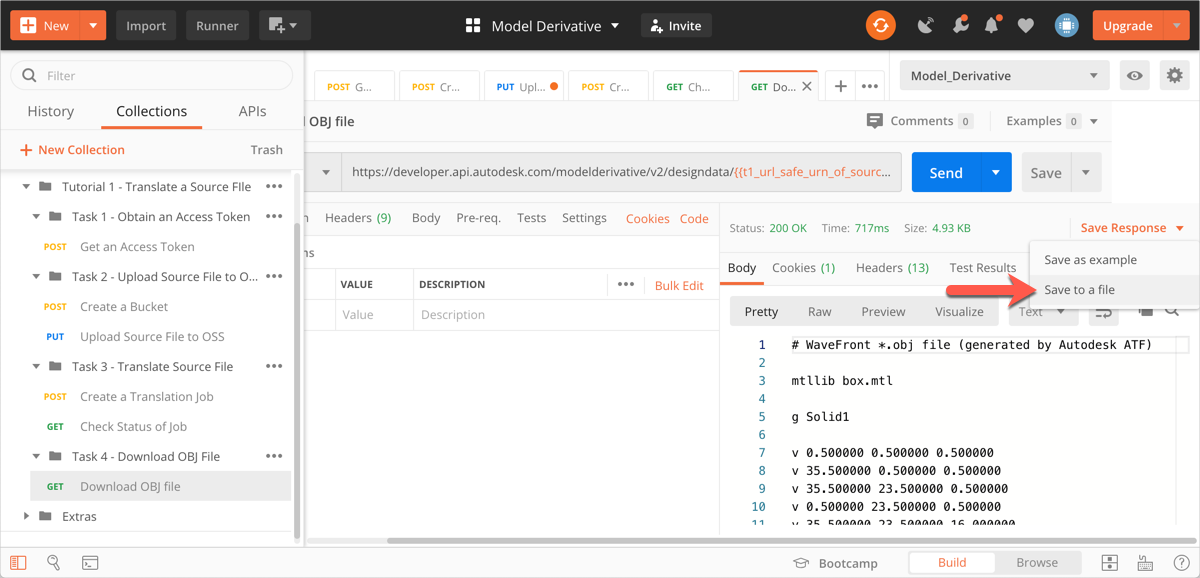 New
Import
Runner
Model Derivative
Invite
Upgrade
Filter
History
Collections
APIs
New Collection
Trash
Tutorial 1 - Translate a Source FIle
Task 1 - Obtain an Access Token
POST Get an Access Token
Task 2 - Upload Source File to O...
POST Create a Bucket
PUT Upload Source File to OSS
Task 3 - Translate Source File
POST Create a Translation Job
GET Check Status of Job
Task 4 - Download OBJ File
GET Download OBJ file
Extras
POST G...
POST Cr...
PUT Upl...
POST Cr...
GET Ch...
GET Do...
Model_Derivative
OBJ file
Comments 0
Examples 0
https://developer.api.autodesk.com/modelderivative/v2/designdata/{{t1_url_safe_urn_of_sourc...
Send
Save
Headers (9)
Body
Pre-req.
Tests
Settings
Cookies
Code
ns
VALUE
DESCRIPTION
Bulk Edit
Value
Description
Status: 200 OK
Time: 717ms
Size: 4.93 KB
Save Response
Save as example
Save to a file
Body
Cookies (1)
Headers (13)
Test Results
Pretty
Raw
Preview
Visualize
Text
1 # WaveFront *.obj file (generated by Autodesk ATF)
2
3 mtllib box.mtl
4
5 g Solid1
6
7 v 0.500000 0.500000 0.500000
8 v 35.500000 0.500000 0.500000
9 v 35.500000 23.500000 0.500000
10 v 0.500000 23.500000 0.500000
11 v 35.500000 23.500000 16.000000
Bootcamp
Build
Browse